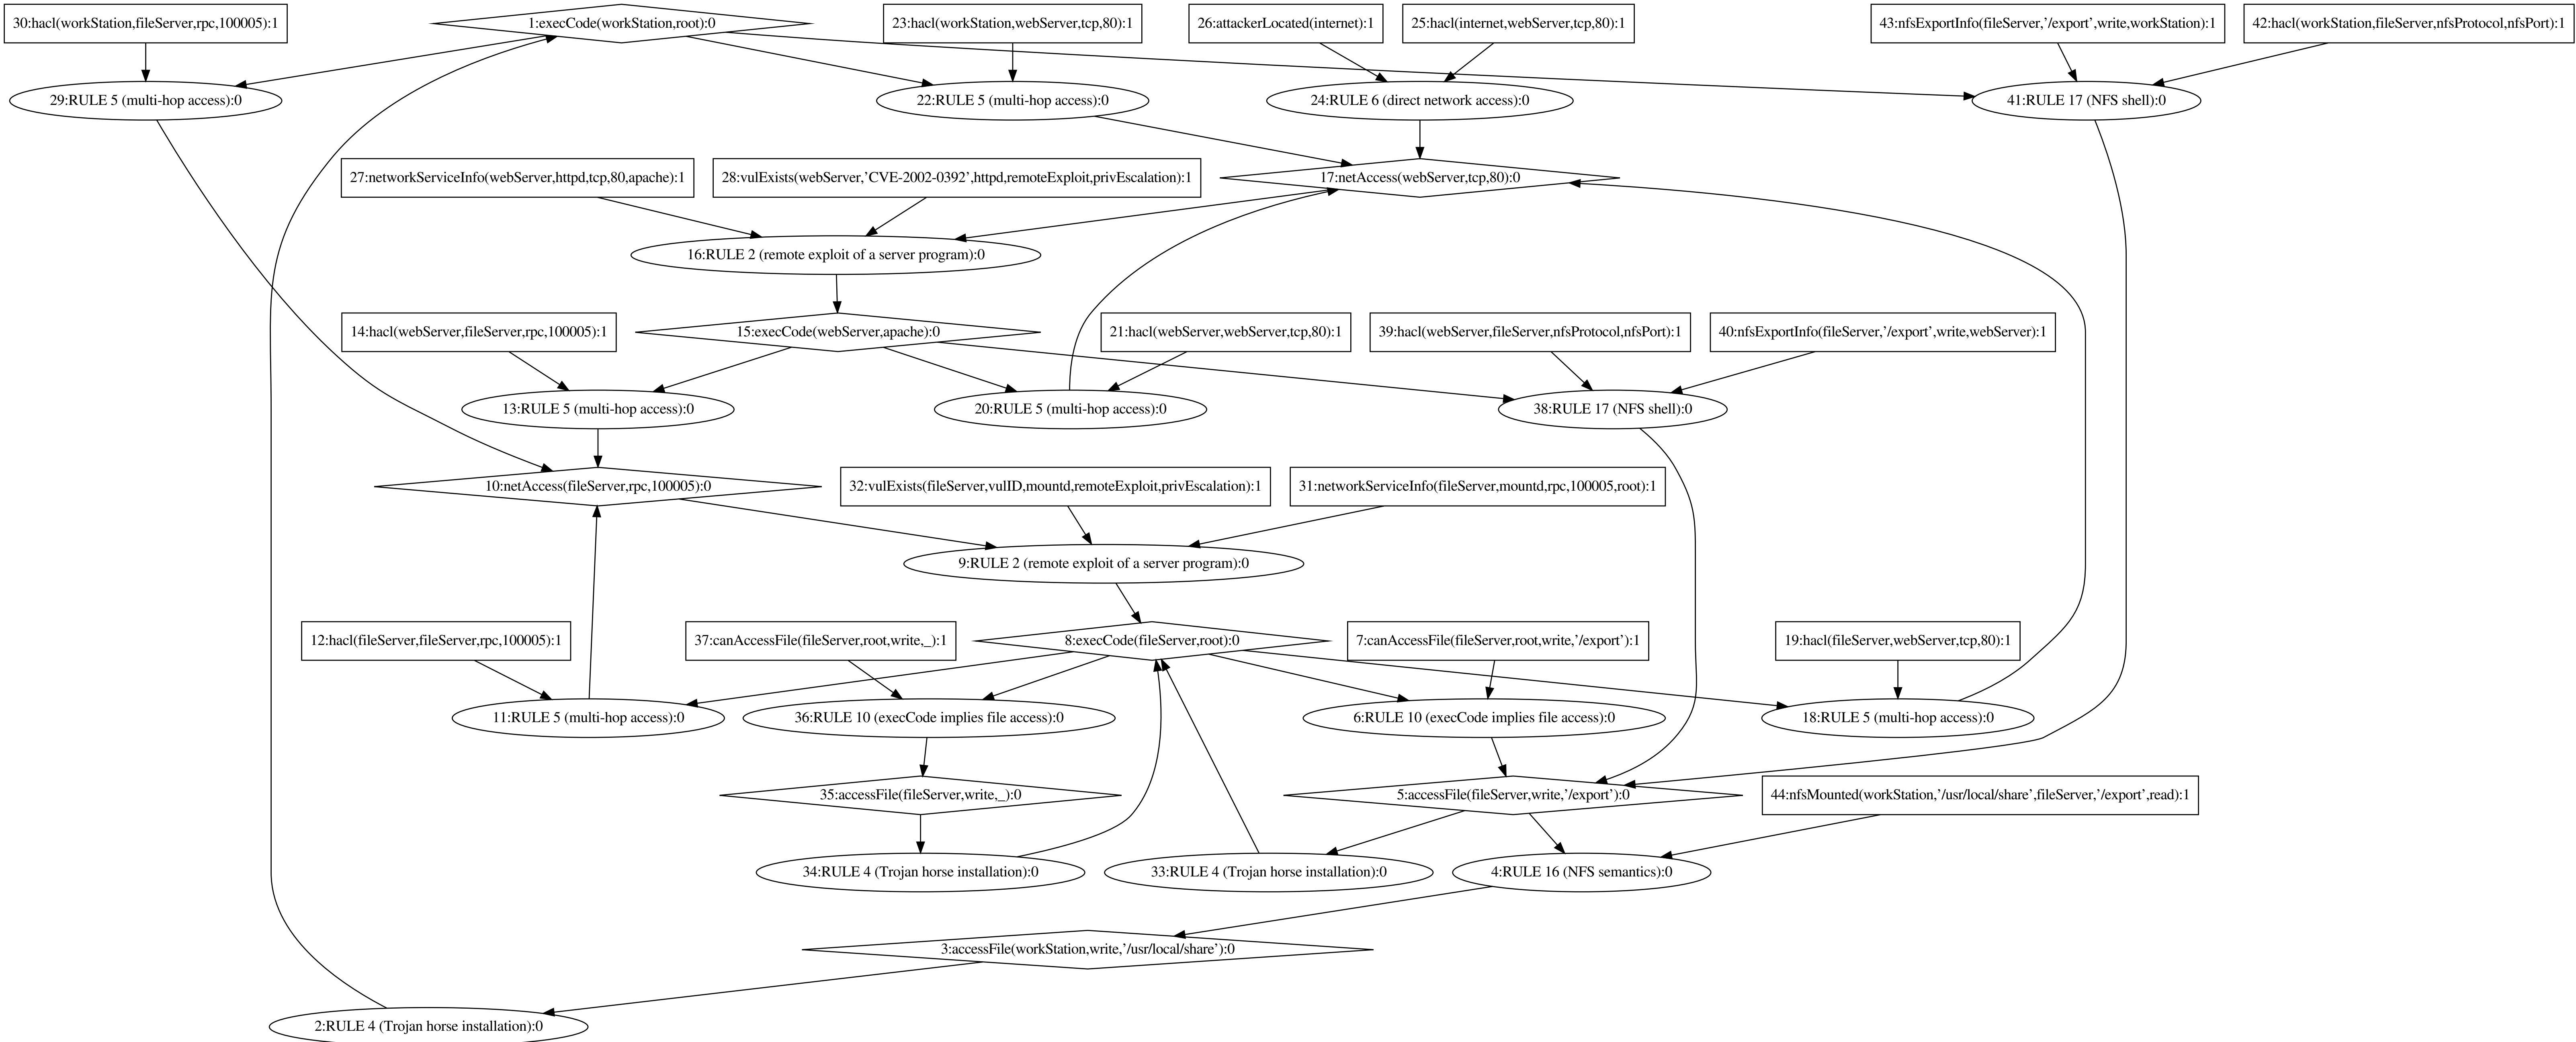 30:hacl(workStation,fileServer,rpc,100005):1
1:execCode(workStation,root):0
23:hacl(workStation,webServer,tcp,80):1
26:attackerLocated(internet):1
25:hacl(internet,webServer,tcp,80):1
43:nfsExportInfo(fileServer,’/export’,write,workStation):1
42:hacl(workStation,fileServer,nfsProtocol,nfsPort):1
29:RULE 5 (multi-hop access):0
22:RULE 5 (multi-hop access):0
24:RULE 6 (direct network access):0
41:RULE 17 (NFS shell):0
27:networkServiceInfo(webServer,httpd,tcp,80,apache):1
28:vulExists(webServer,’CVE-2002-0392’,httpd,remoteExploit,privEscalation):1
17:netAccess(webServer,tcp,80):0
16:RULE 2 (remote exploit of a server program):0
14:hacl(webServer,fileServer,rpc,100005):1
15:execCode(webServer,apache):0
21:hacl(webServer,webServer,tcp,80):1
39:hacl(webServer,fileServer,nfsProtocol,nfsPort):1
40:nfsExportInfo(fileServer,’/export’,write,webServer):1
13:RULE 5 (multi-hop access):0
20:RULE 5 (multi-hop access):0
38:RULE 17 (NFS shell):0
10:netAccess(fileServer,rpc,100005):0
32:vulExists(fileServer,vulID,mountd,remoteExploit,privEscalation):1
31:networkServiceInfo(fileServer,mountd,rpc,100005,root):1
9:RULE 2 (remote exploit of a server program):0
12:hacl(fileServer,fileServer,rpc,100005):1
37:canAccessFile(fileServer,root,write,_):1
8:execCode(fileServer,root):0
7:canAccessFile(fileServer,root,write,’/export’):1
19:hacl(fileServer,webServer,tcp,80):1
11:RULE 5 (multi-hop access):0
36:RULE 10 (execCode implies file access):0
6:RULE 10 (execCode implies file access):0
18:RULE 5 (multi-hop access):0
35:accessFile(fileServer,write,_):0
5:accessFile(fileServer,write,’/export’):0
44:nfsMounted(workStation,’/usr/local/share’,fileServer,’/export’,read):1
34:RULE 4 (Trojan horse installation):0
33:RULE 4 (Trojan horse installation):0
4:RULE 16 (NFS semantics):0
3:accessFile(workStation,write,’/usr/local/share’):0
2:RULE 4 (Trojan horse installation):0